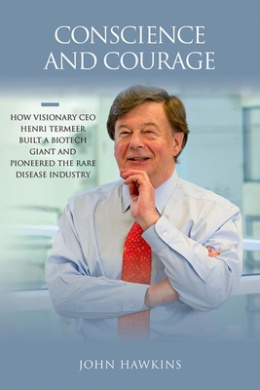 CONSCIENCE
AND COURAGE
HOW VISIONARY CEO
HENRI TERMEER
BUILT A BIOTECH
GIANT AND
PIONEERED THE RARE
DISEASE INDUSTRY
JOHN HAWKINS